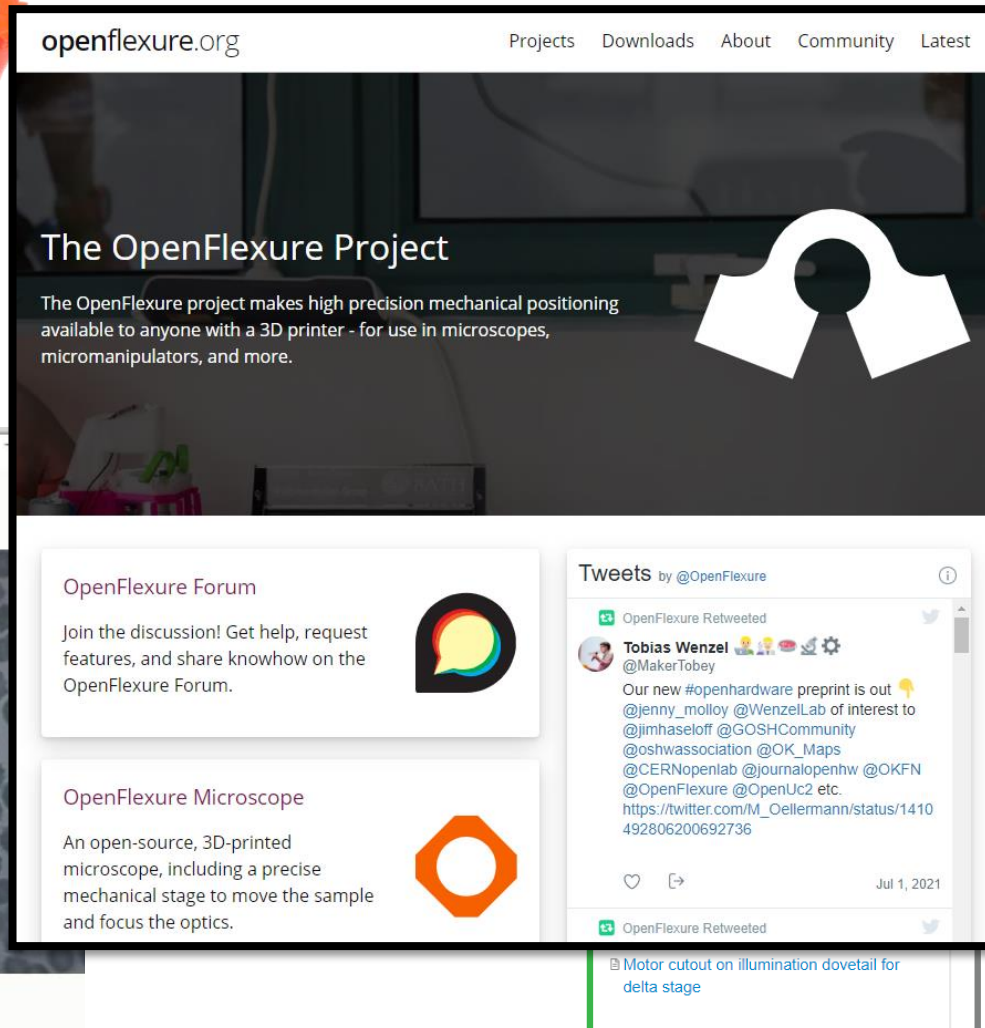 openflexure.org
Projects Downloads About Community Latest
The OpenFlexure Project
The OpenFlexure project makes high precision mechanical positioning
available to anyone with a 3D printer - for use in microscopes,
micromanipulators, and more.
OpenFlexure Forum
Join the discussion! Get help, request
features, and share knowhow on the
OpenFlexure Forum.
OpenFlexure Microscope
An open-source, 3D-printed
microscope, including a precise
mechanical stage to move the sample
and focus the optics.
Tweets by @OpenFlexure
OpenFlexure Retweeted
Tobias Wenzel
@MakerTobey
Our new #openhardware preprint is out 👇
@jenny_molloy @WenzelLab of interest to
@jimhaseloff @GOSHCommunity
@oshwassociation @OK_Maps
@CERNopenlab @journalopenhw @OKFN
@OpenFlexure @OpenUc2 etc.
https://twitter.com/M_Oellermann/status/1410
492806200692736
Jul 1, 2021
OpenFlexure Retweeted
Motor cutout on illumination dovetail for
delta stage